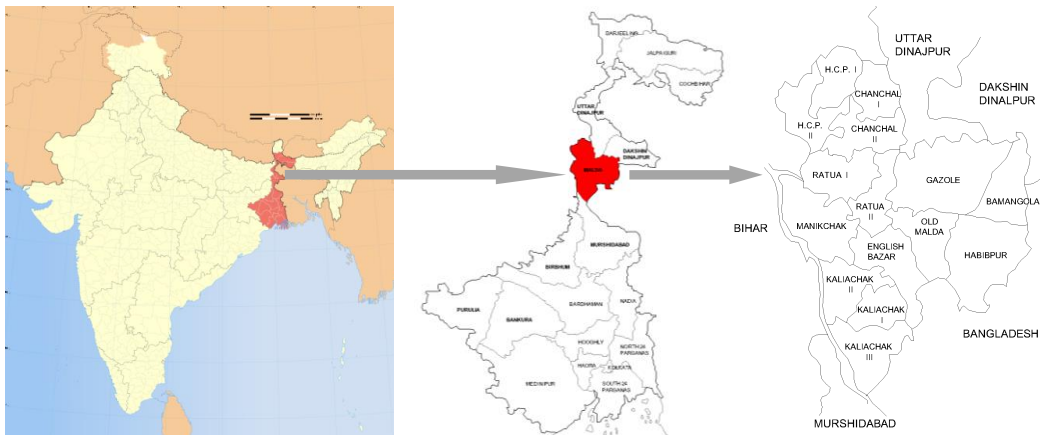 DARJEELING
JALPAIGURI
COOCHBIHAR
UTTAR
DINAJPUR
DAKSHIN
DINAJPUR
MALDA
MURSHIDABAD
BIRBHUM
BARDHAMAN
NADIA
PURULIA
BANKURA
HOOGHLY
NORTH 24
PARGANAS
HAORA
KOLKATA
MEDINIPUR
SOUTH 24
PARGANAS
UTTAR
DINAJPUR
DAKSHIN
DINALPUR
H.C.P. I
CHANCHAL
I
H.C.P.
II
CHANCHAL
II
RATUA I
GAZOLE
BAMANGOLA
RATUA
II
BIHAR
MANIKCHAK
OLD
MALDA
ENGLISH
BAZAR
HABIBPUR
KALIACHAK
II
KALIACHAK
I
BANGLADESH
KALIACHAK
III
MURSHIDABAD